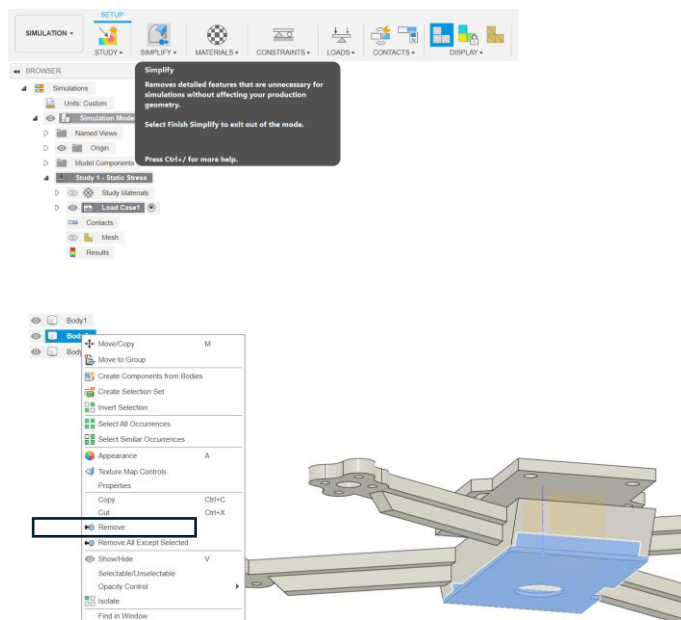 SETUP
SIMULATION
STUDY
SIMPLIFY
MATERIALS
CONSTRAINTS
LOADS
CONTACTS
DISPLAY
BROWSER
Simplify
Removes detailed features that are unnecessary for
simulations without affecting your production
geometry.
Select Finish Simplify to exit out of the mode.
Press Ctrl+/ for more help.
Simulations
Units: Custom
Simulation Mode
Named Views
Origin
Model Components
Study 1 - Static Stress
Study Materials
Load Case1
Contacts
Mesh
Results
Body1
Body
Move/Copy M
Move to Group
Create Components from Bodies
Create Selection Set
Invert Selection
Select All Occurrences
Select Similar Occurrences
Appearance A
Texture Map Controls
Properties
Copy Ctrl+C
Cut Ctrl+X
Remove
Remove All Except Selected
Show/Hide V
Selectable/Unselectable
Opacity Control
Isolate
Find in Window